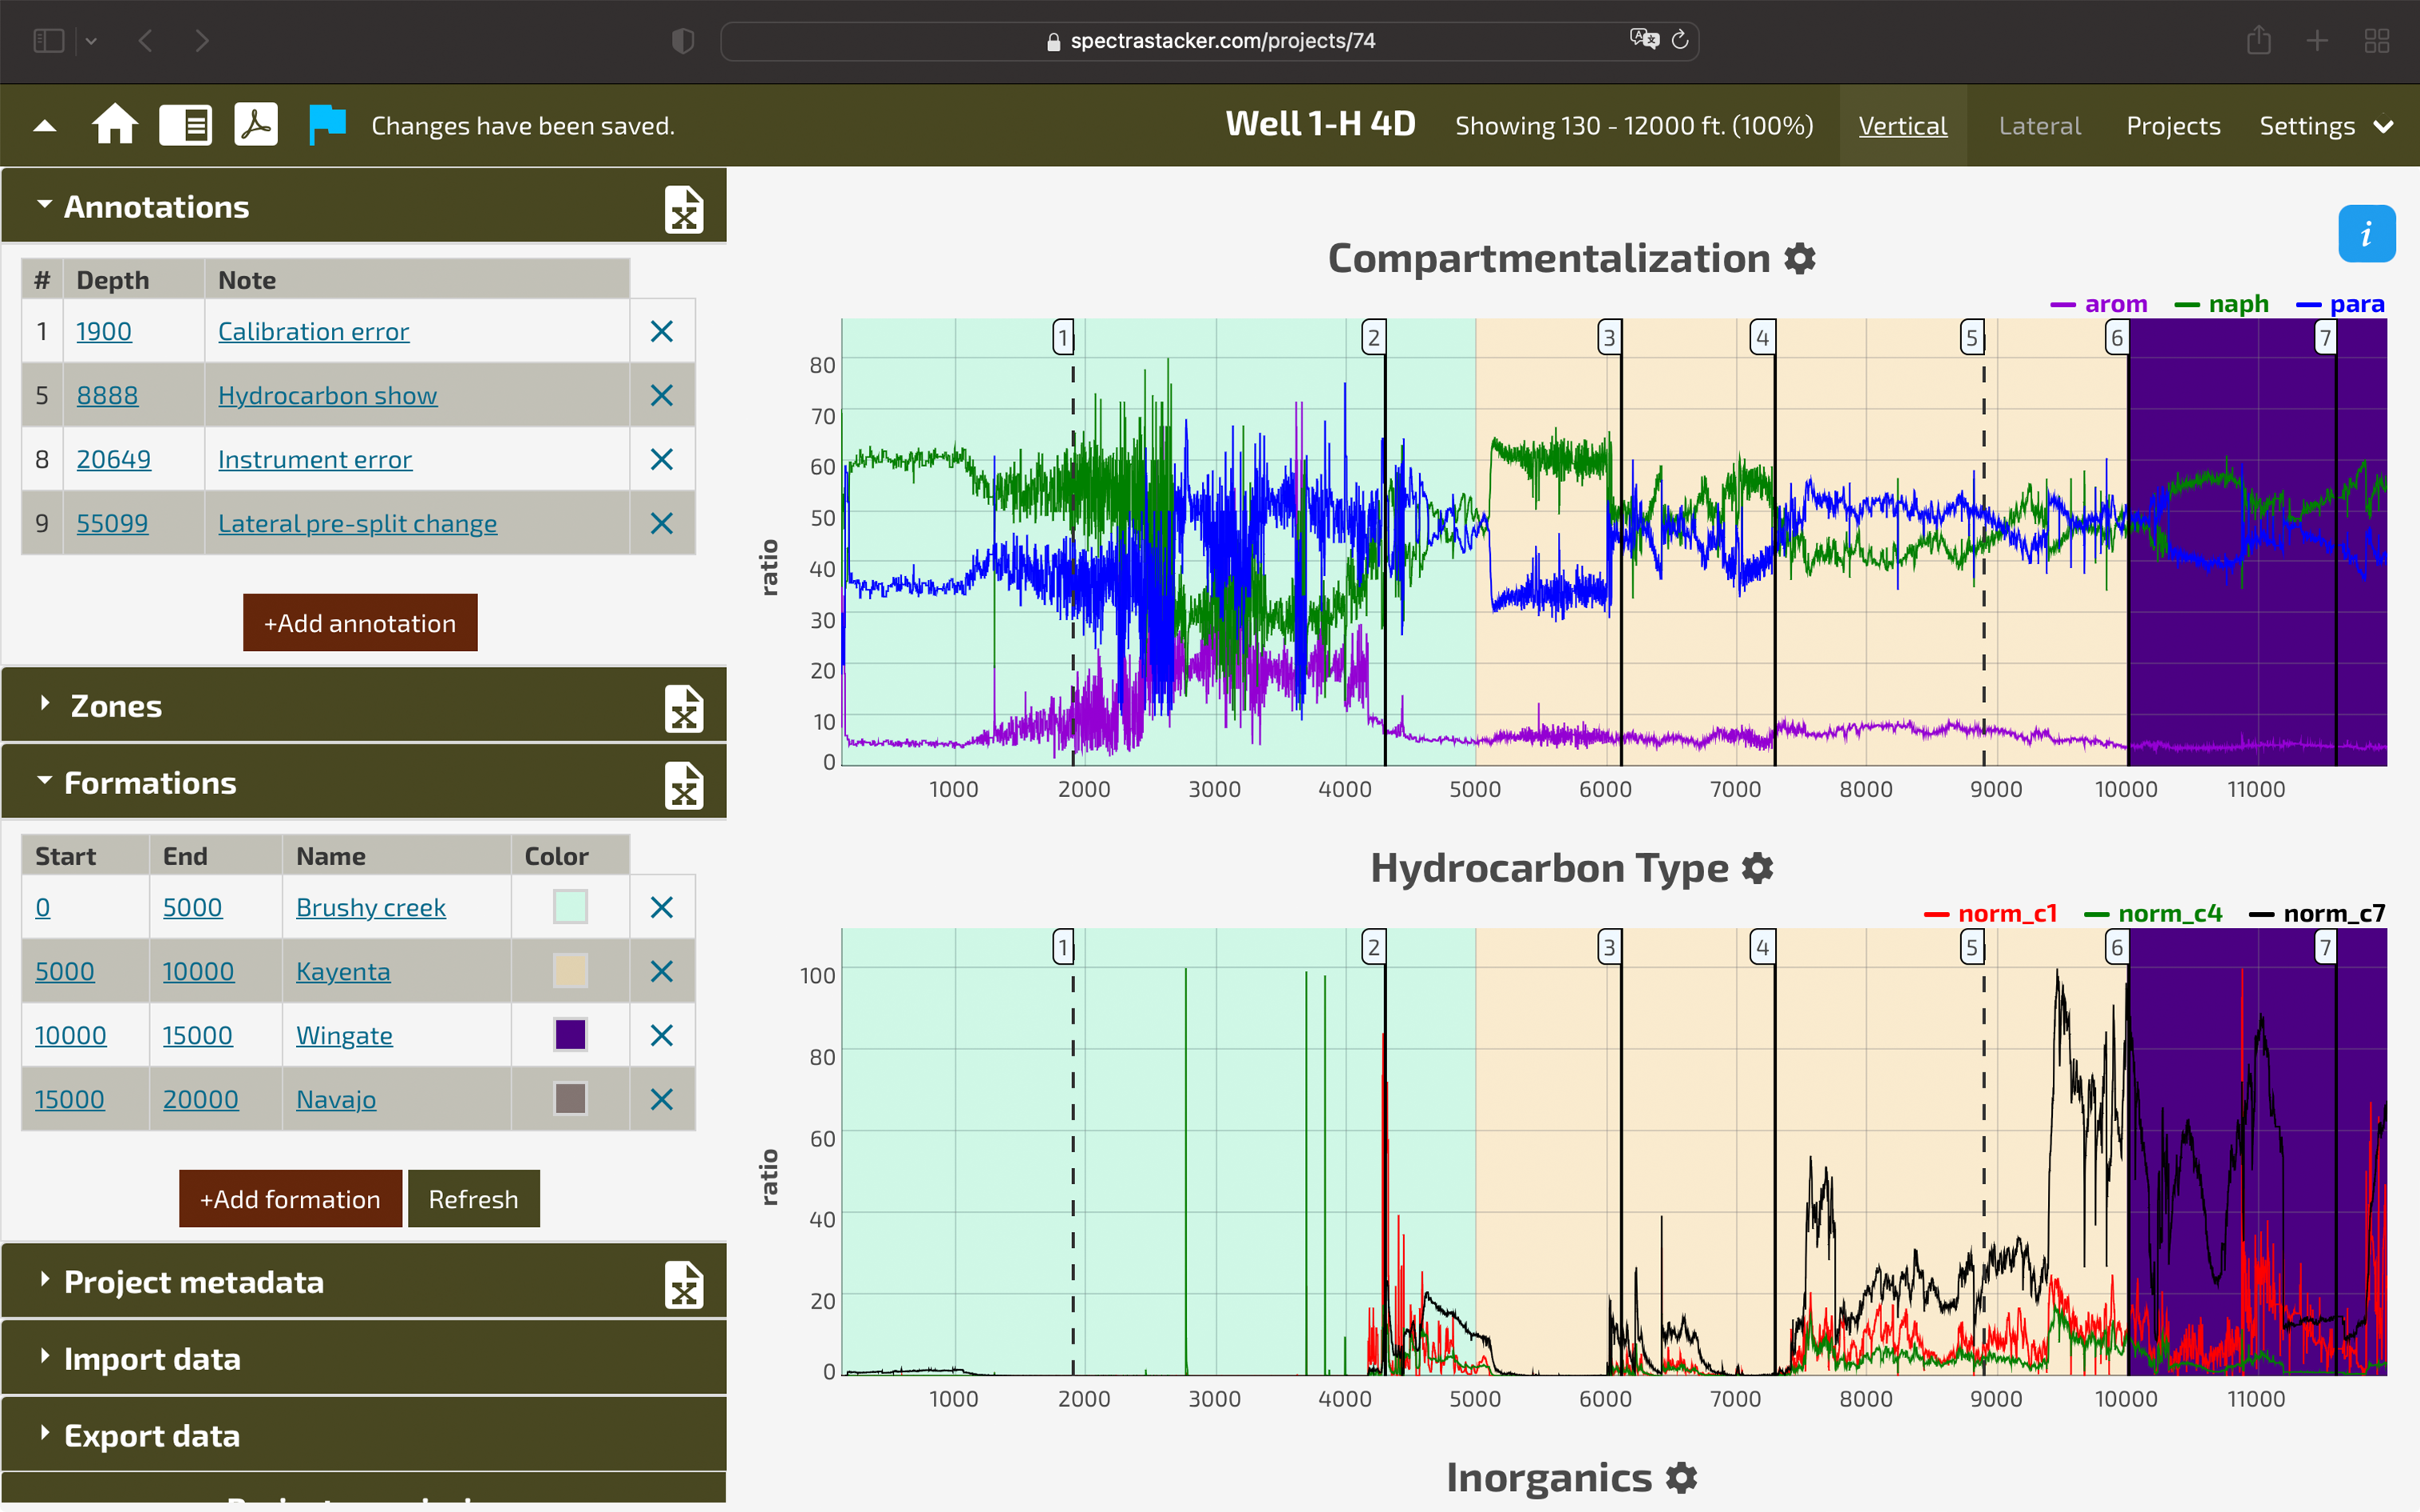 spectrastacker.com/projects/74
Changes have been saved.
Well 1-H 4D
Showing 130 - 12000 ft. (100%)
Vertical
Lateral
Projects
Settings
Annotations
# Depth Note
1 1900 Calibration error
5 8888 Hydrocarbon show
8 20649 Instrument error
9 55099 Lateral pre-split change
+Add annotation
Zones
Formations
Start End Name Color
0 5000 Brushy creek
5000 10000 Kayenta
10000 15000 Wingate
15000 20000 Navajo
+Add formation
Refresh
Project metadata
Import data
Export data
Compartmentalization
i
arom naph para
1 2 3 4 5 6 7
80
70
60
50
40
30
20
10
0
ratio
1000 2000 3000 4000 5000 6000 7000 8000 9000 10000 11000
Hydrocarbon Type
norm_c1 norm_c4 norm_c7
1 2 3 4 5 6 7
100
80
60
40
20
0
ratio
1000 2000 3000 4000 5000 6000 7000 8000 9000 10000 11000
Inorganics